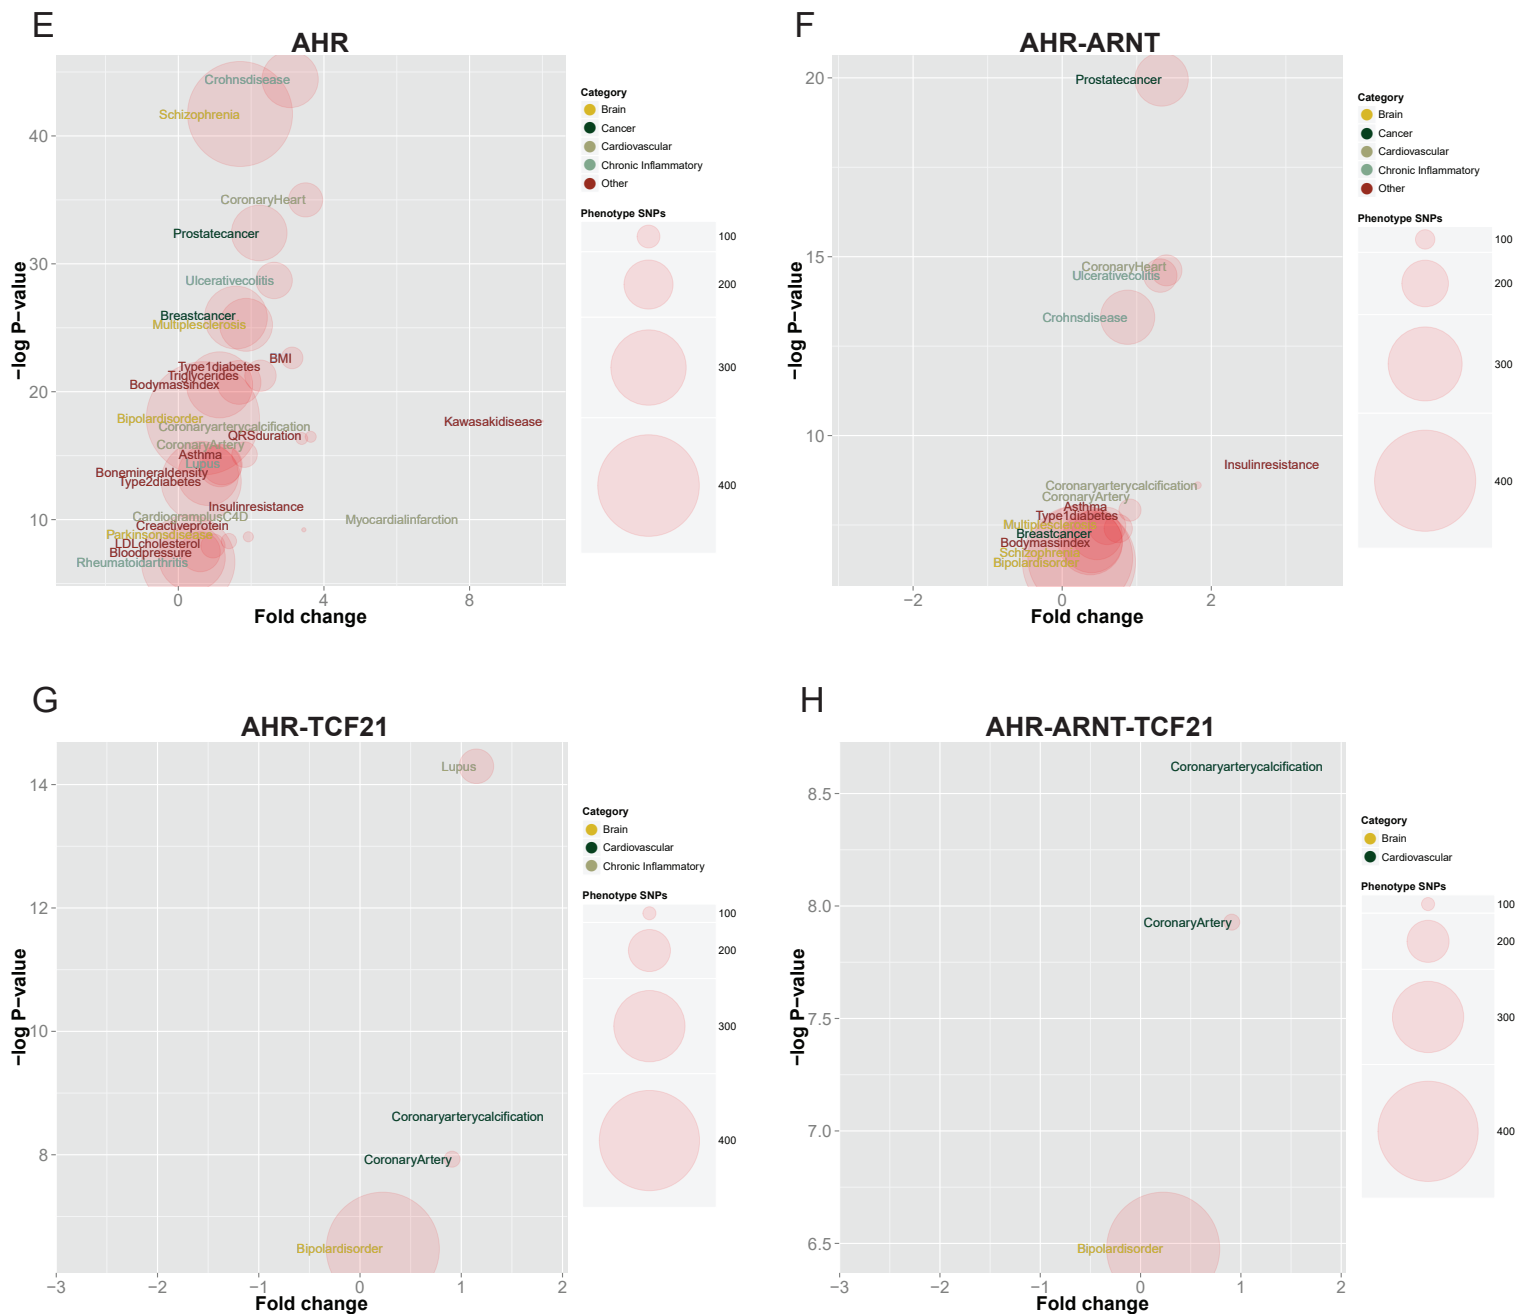 E
AHR
−log P−value
40
30
20
10
0
4
8
Fold change
Crohnsdisease
Schizophrenia
CoronaryHeart
Prostatecancer
Ulcerativecolitis
Breastcancer
Multiplesclerosis
BMI
Type1diabetes
Triglycerides
Bodymassindex
Bipolardisorder
Kawasakidisease
Coronaryarterycalcification
QRSduration
CoronaryArtery
Asthma
Lupus
Bonemineraldensity
Type2diabetes
Insulinresistance
CardiogramplusC4D
Myocardialinfarction
Creactiveprotein
Parkinsonsdisease
LDLcholesterol
Bloodpressure
Rheumatoidarthritis
Category
Brain
Cancer
Cardiovascular
Chronic Inflammatory
Other
Phenotype SNPs
100
200
300
400
F
AHR-ARNT
−log P−value
20
15
10
−2
0
2
Fold change
Prostatecancer
CoronaryHeart
Ulcerativecolitis
Crohnsdisease
Insulinresistance
Coronaryarterycalcification
CoronaryArtery
Asthma
Type1diabetes
Multiplesclerosis
Breastcancer
Bodymassindex
Schizophrenia
Bipolardisorder
Category
Brain
Cancer
Cardiovascular
Chronic Inflammatory
Other
Phenotype SNPs
100
200
300
400
G
AHR-TCF21
−log P−value
14
12
10
8
−3
−2
−1
0
1
2
Fold change
Lupus
Coronaryarterycalcification
CoronaryArtery
Bipolardisorder
Category
Brain
Cardiovascular
Chronic Inflammatory
Phenotype SNPs
100
200
300
400
H
AHR-ARNT-TCF21
−log P−value
8.5
8.0
7.5
7.0
6.5
−3
−2
−1
0
1
2
Fold change
Coronaryarterycalcification
CoronaryArtery
Bipolardisorder
Category
Brain
Cardiovascular
Phenotype SNPs
100
200
300
400